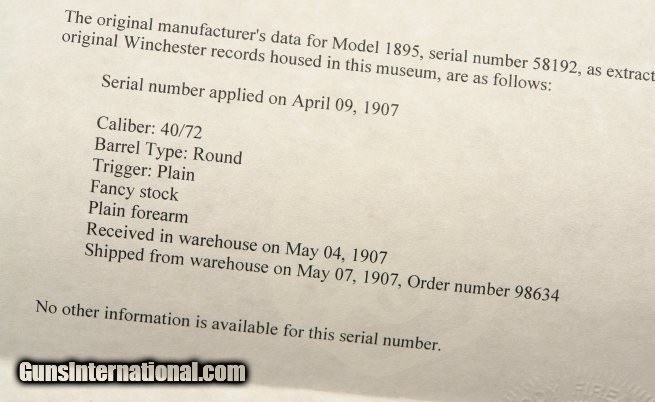 The original manufacturer's data for Model 1895, serial number 58192, as extract
original Winchester records housed in this museum, are as follows:
Serial number applied on April 09, 1907
Caliber: 40/72
Barrel Type: Round
Trigger: Plain
Fancy stock
Plain forearm
Received in warehouse on May 04, 1907
Shipped from warehouse on May 07, 1907, Order number 98634
No other information is available for this serial number.
GunsInternational.com